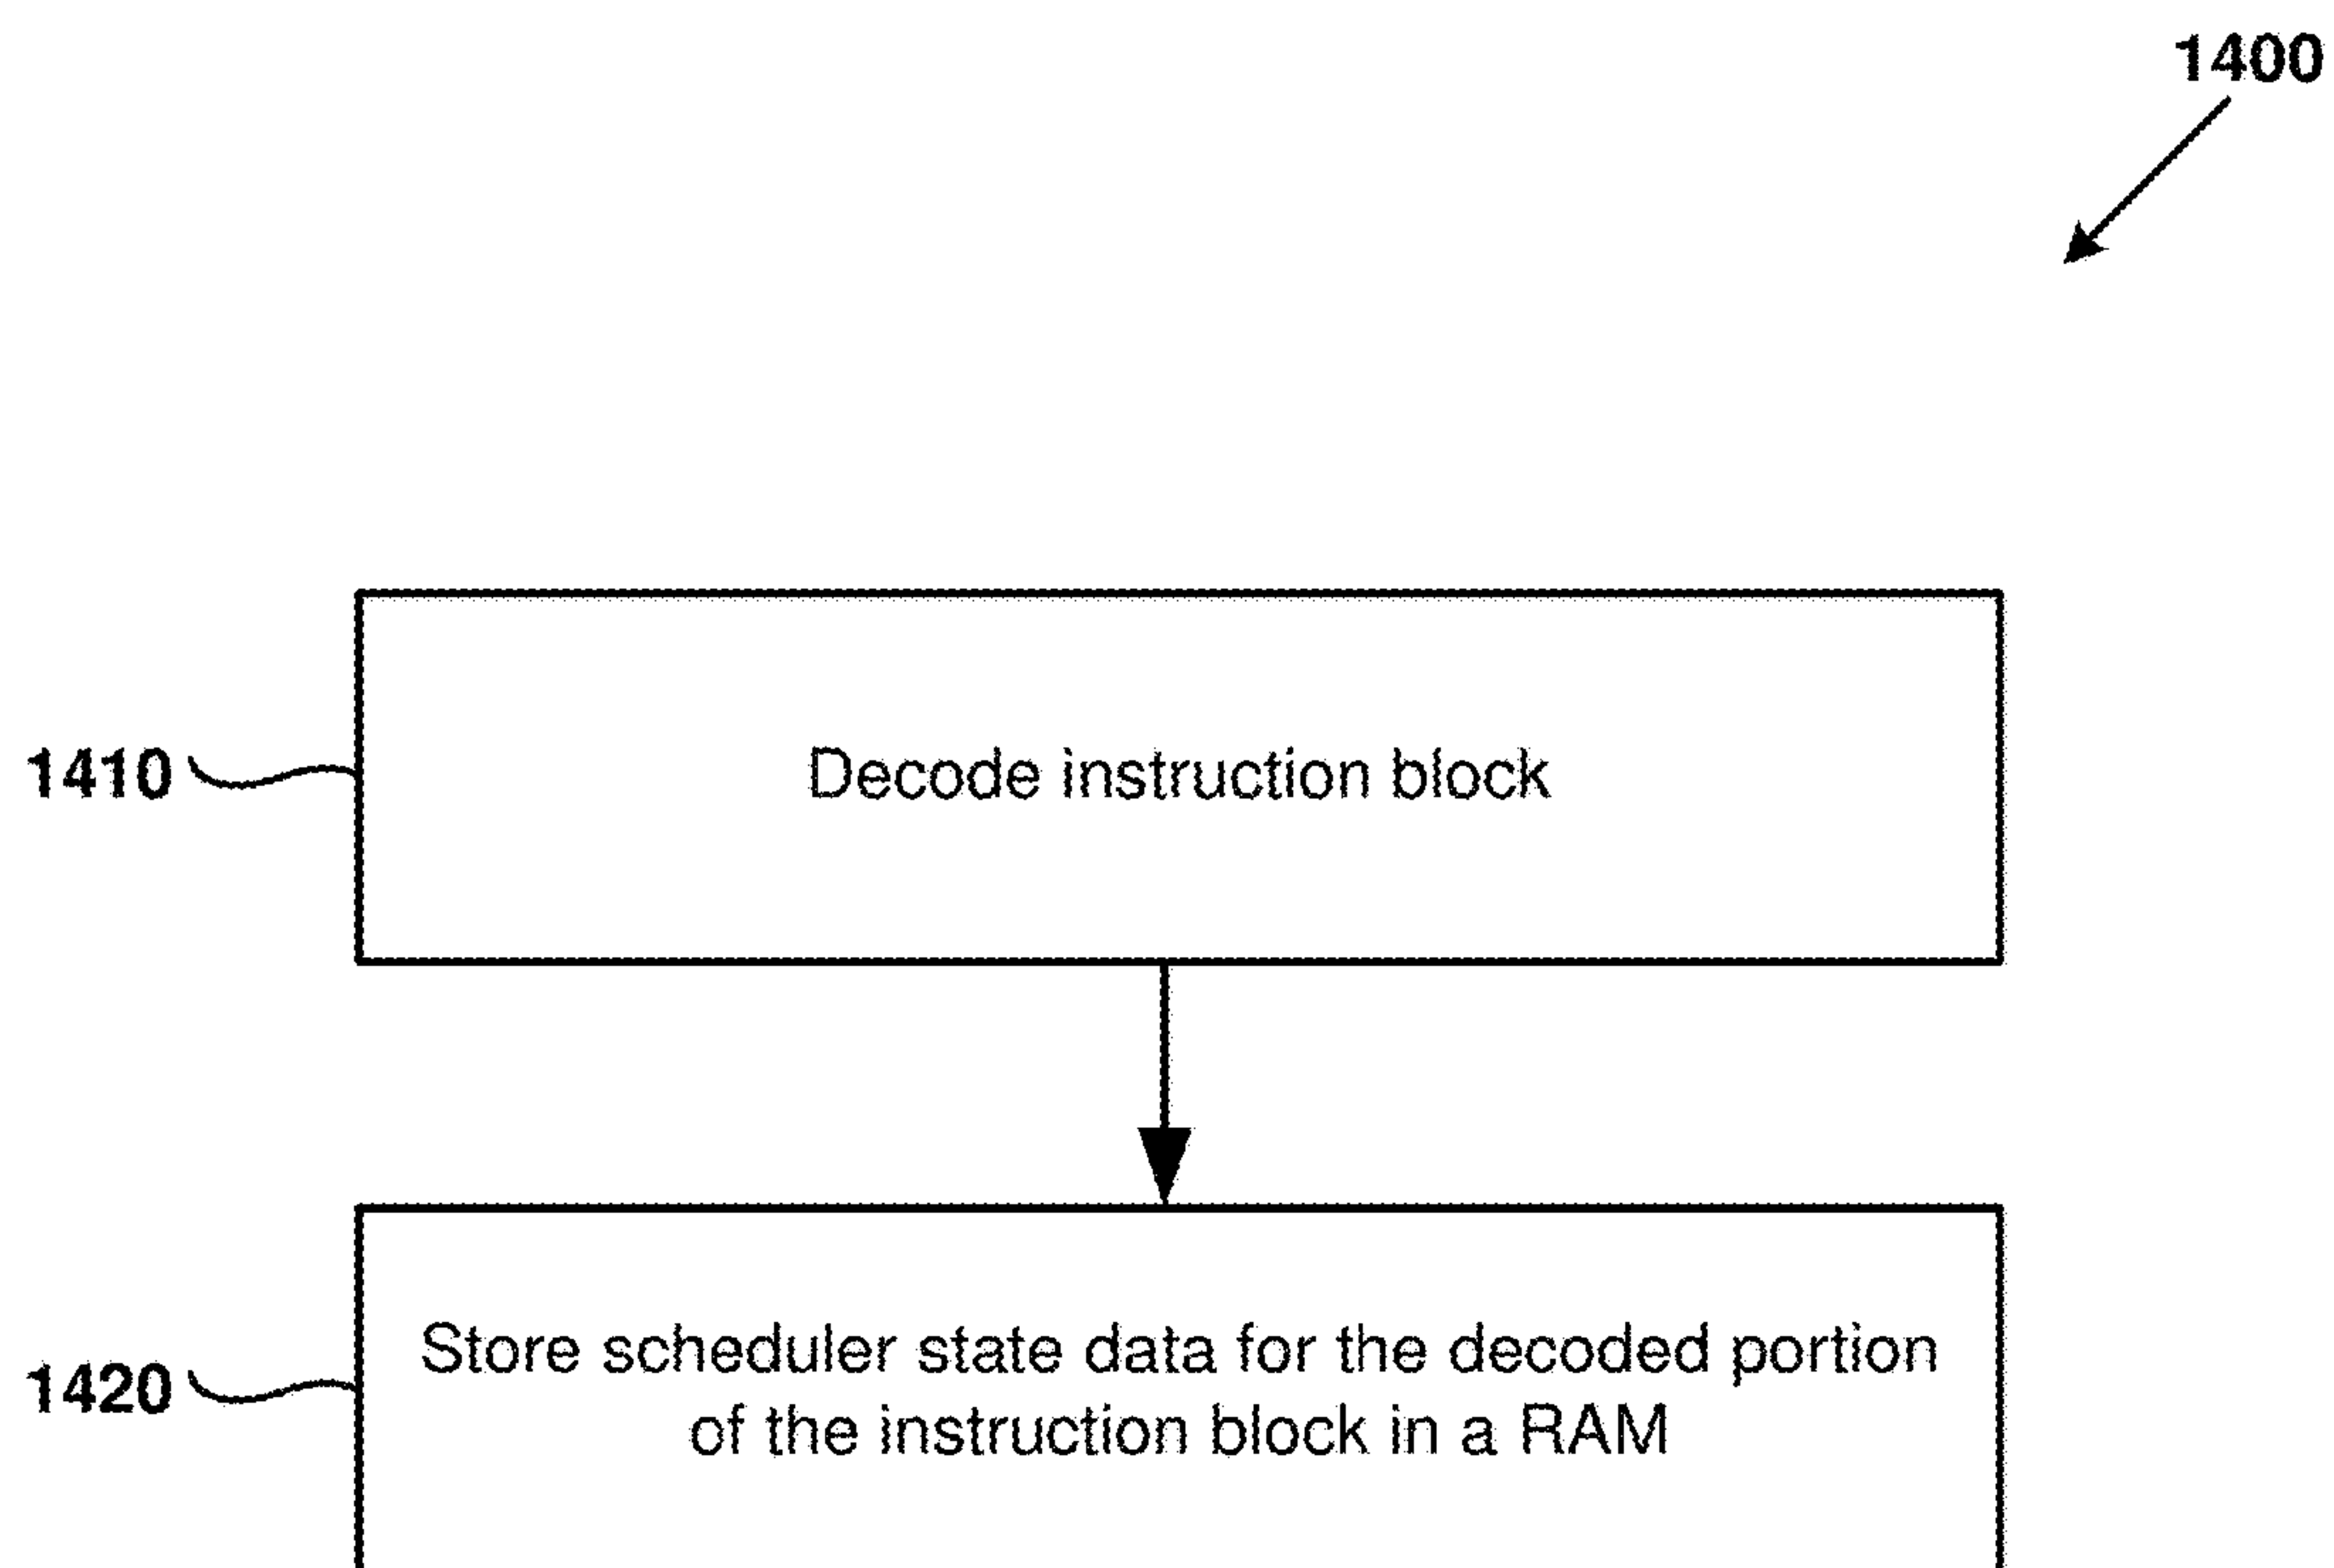 1400
1410
Decode instruction block
1420
Store scheduler state data for the decoded portion
of the instruction block in a RAM